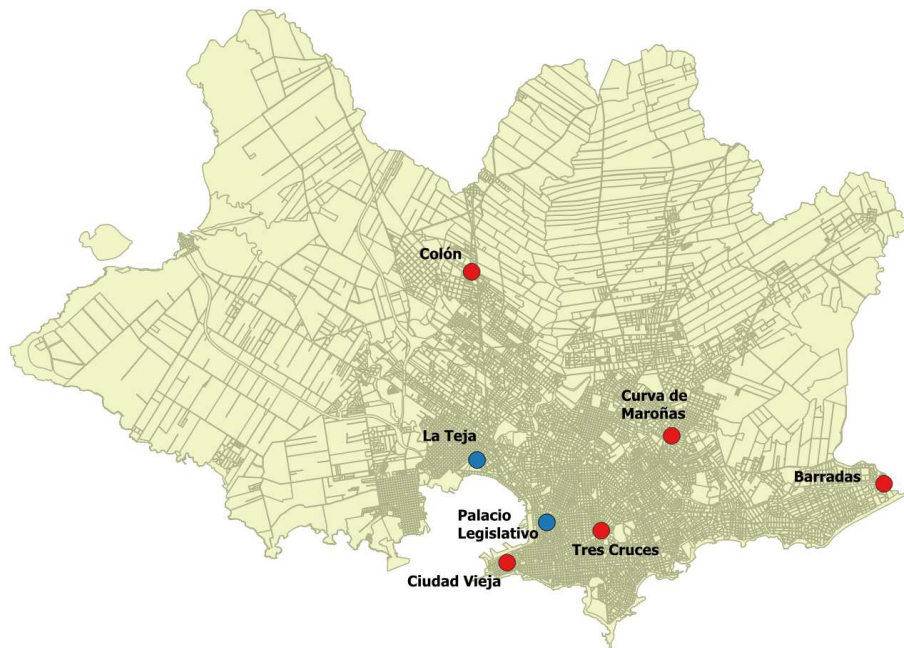 Colón
Curva de
Maroñas
La Teja
Barradas
Palacio
Legislativo
Tres Cruces
Ciudad Vieja